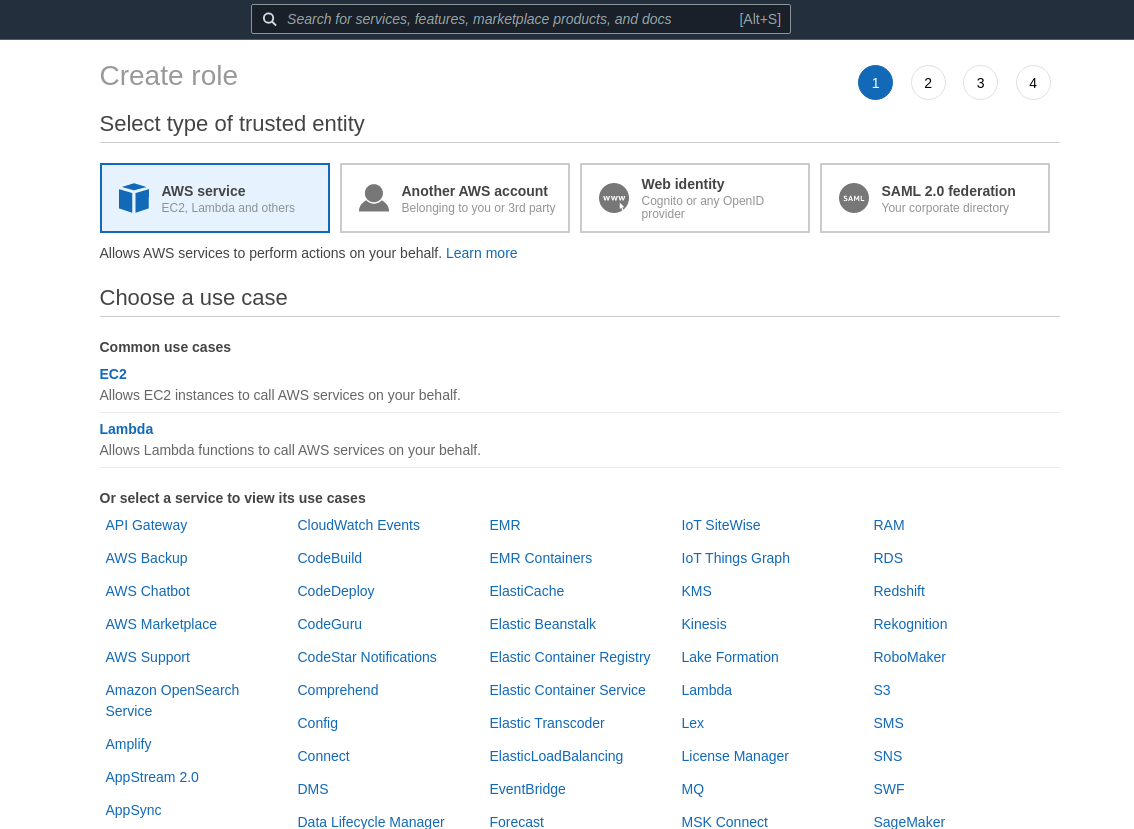 Search for services, features, marketplace products, and docs [Alt+S]
Create role
1 2 3 4
Select type of trusted entity
AWS service
EC2, Lambda and others
Another AWS account
Belonging to you or 3rd party
WWW
Web identity
Cognito or any OpenID
provider
SAML
SAML 2.0 federation
Your corporate directory
Allows AWS services to perform actions on your behalf. Learn more
Choose a use case
Common use cases
EC2
Allows EC2 instances to call AWS services on your behalf.
Lambda
Allows Lambda functions to call AWS services on your behalf.
Or select a service to view its use cases
API Gateway
AWS Backup
AWS Chatbot
AWS Marketplace
AWS Support
Amazon OpenSearch
Service
Amplify
AppStream 2.0
AppSync
CloudWatch Events
CodeBuild
CodeDeploy
CodeGuru
CodeStar Notifications
Comprehend
Config
Connect
DMS
Data Lifecycle Manager
EMR
EMR Containers
ElastiCache
Elastic Beanstalk
Elastic Container Registry
Elastic Container Service
Elastic Transcoder
ElasticLoadBalancing
EventBridge
Forecast
IoT SiteWise
IoT Things Graph
KMS
Kinesis
Lake Formation
Lambda
Lex
License Manager
MQ
MSK Connect
RAM
RDS
Redshift
Rekognition
RoboMaker
S3
SMS
SNS
SWF
SageMaker